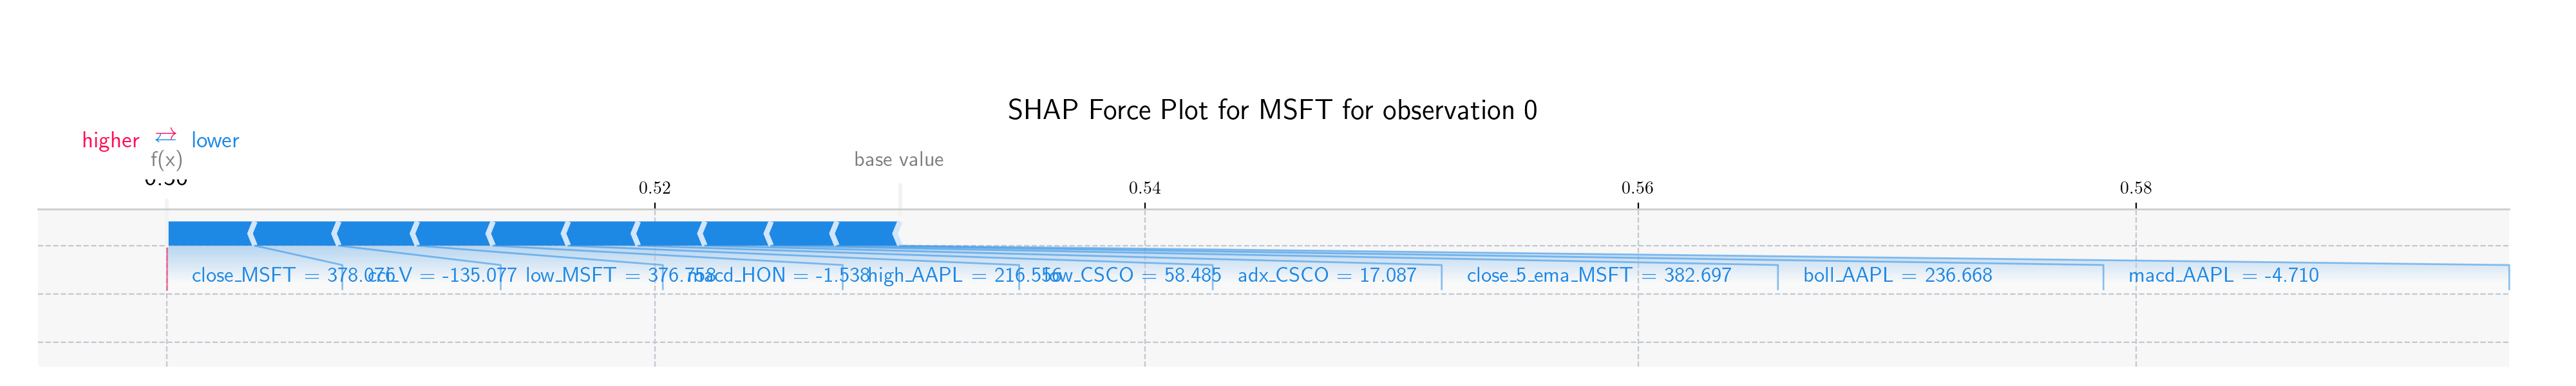 SHAP Force Plot for MSFT for observation 0
higher ⇄ lower
f(x) base value
0.50 0.52 0.54 0.56 0.58
close_MSFT = 378.076 cci_V = -135.077 low_MSFT = 376.758 macd_HON = -1.538 high_AAPL = 216.556 low_CSCO = 58.485 adx_CSCO = 17.087 close_5_ema_MSFT = 382.697 boll_AAPL = 236.668 macd_AAPL = -4.710